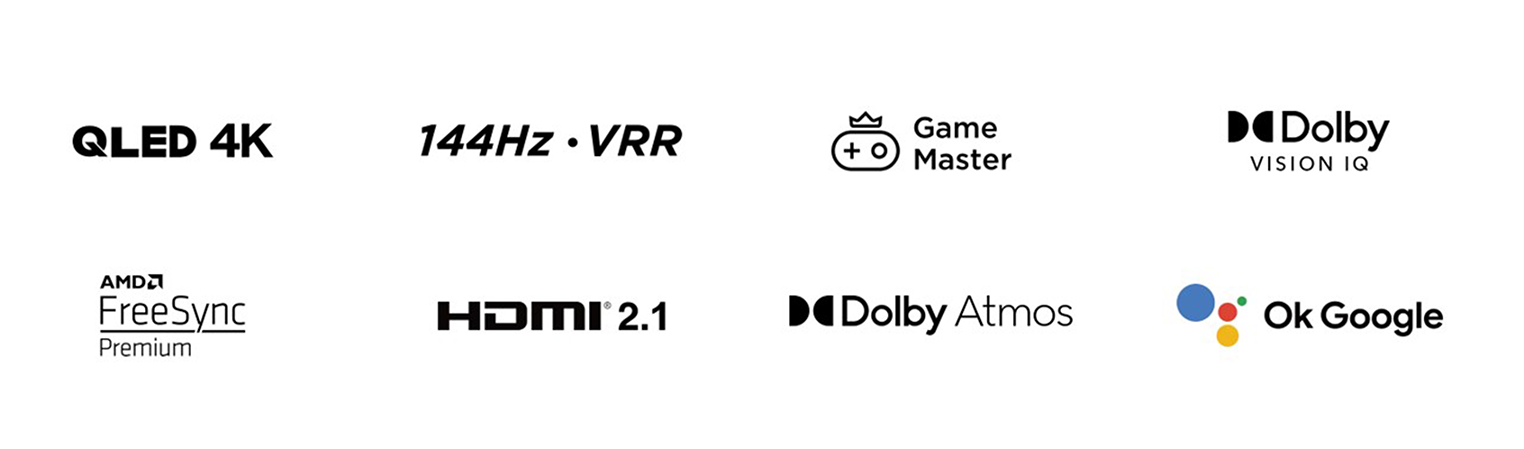 QLED 4K
144Hz • VRR
Game
Master
Dolby
VISION IQ
AMD
FreeSync
Premium
HDMI® 2.1
Dolby Atmos
Ok Google